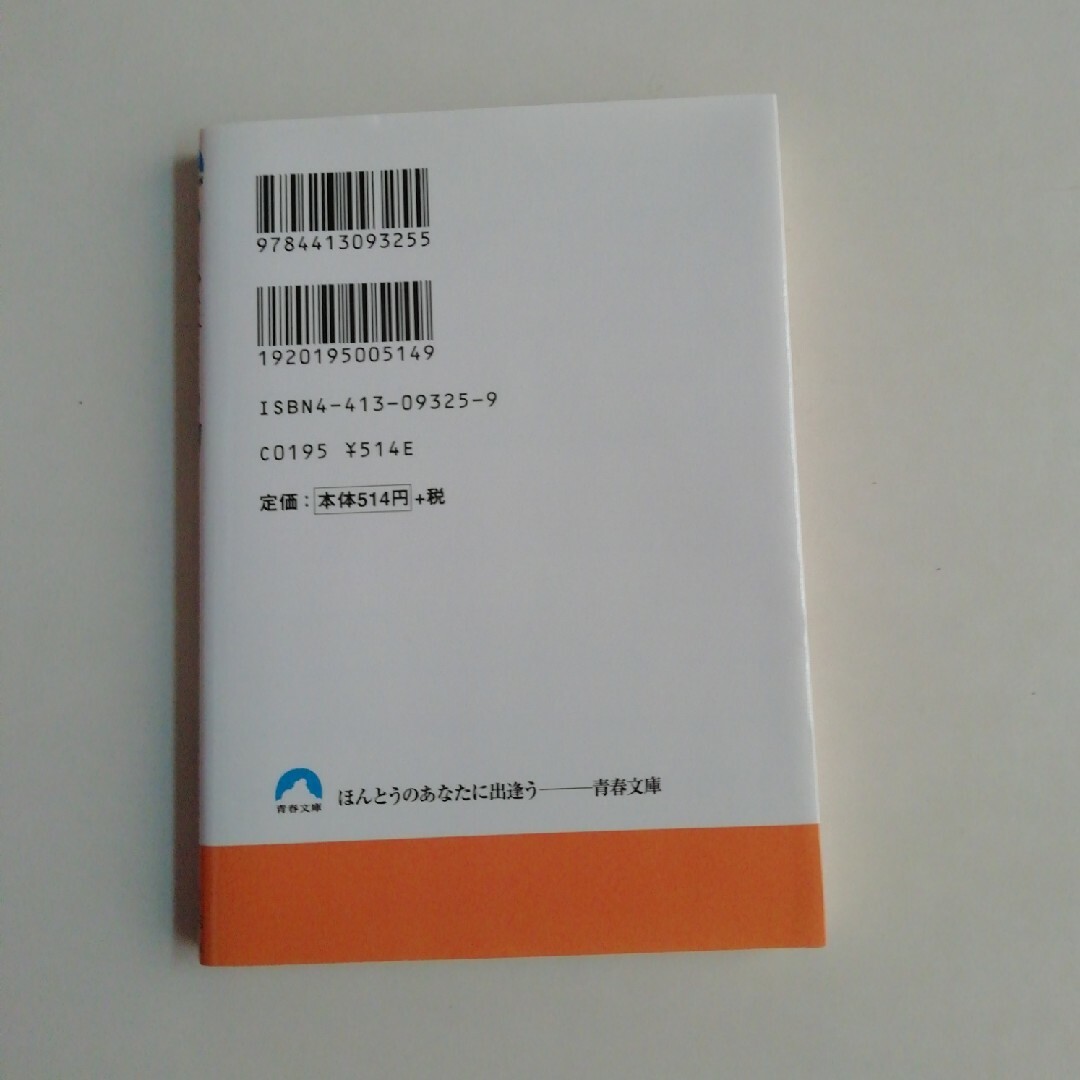 9784413093255
1920195005149
ISBN4-413-09325-9
C0195 ¥514E
定価：本体514円+税
青春文庫
ほんとうのあなたに出逢う———青春文庫